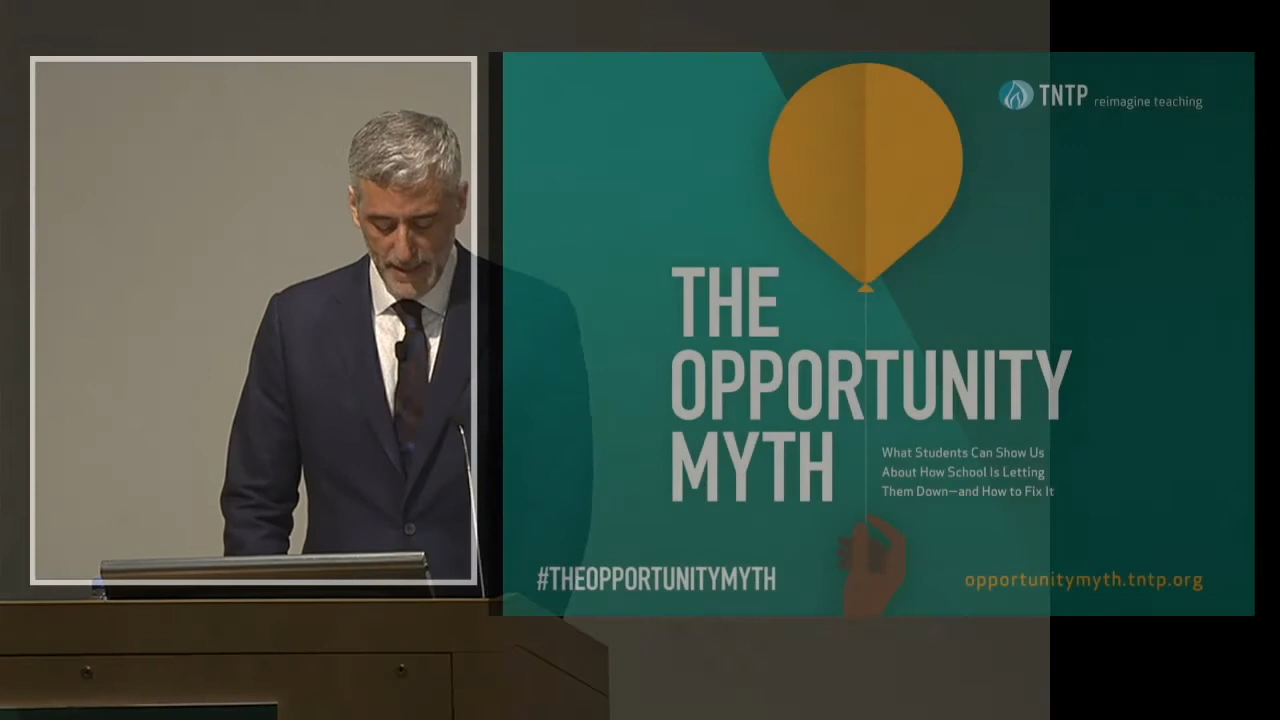 TNTP reimagine teaching
THE
OPPORTUNITY
MYTH
What Students Can Show Us
About How School Is Letting
Them Down—and How to Fix It
#THEOPPORTUNITYMYTH
opportunitymyth.tntp.org